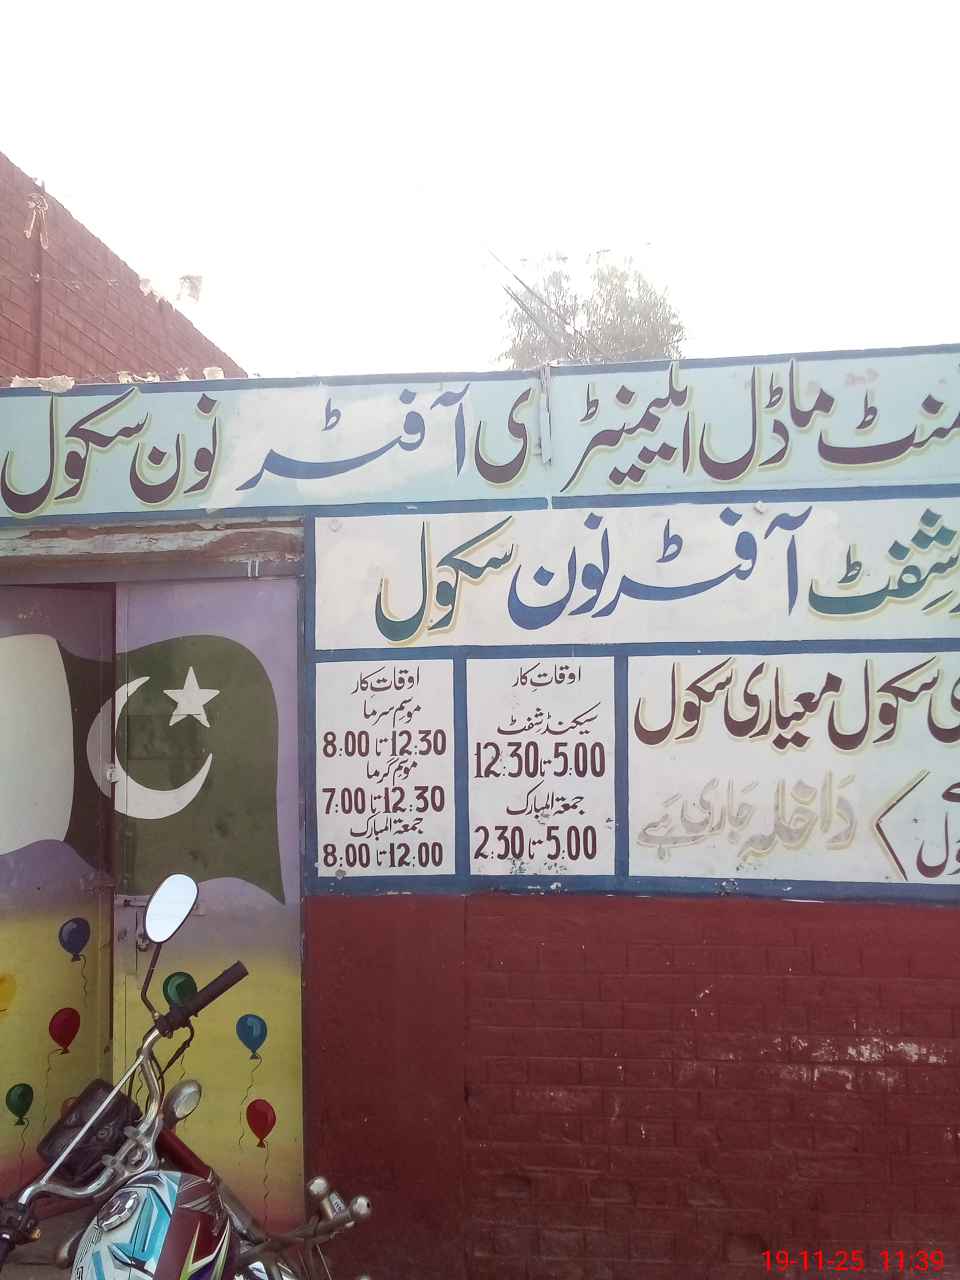 ماڈل ایلیمنٹری آفٹر نون سکول
شفٹ آفٹر نون سکول
اوقات کار
موسم سرما
8:00 تا 12:30
موسم گرما
7:00 تا 12:30
جمعۃ المبارک
8:00 تا 12:00
اوقات کار
سیکنڈ شفٹ
12:30 تا 5:00
جمعۃ المبارک
2:30 تا 5:00
سکول معیاری سکول
داخلہ جاری ہے
19-11-25 11:39